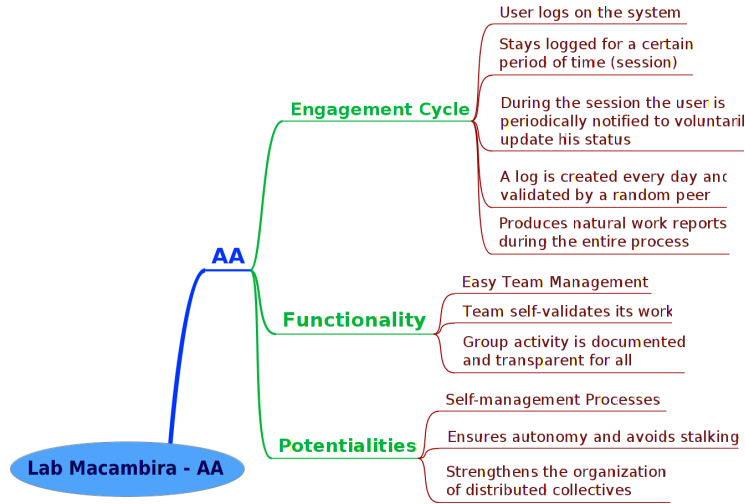 User logs on the system
Stays logged for a certain
period of time (session)
Engagement Cycle
During the session the user is
periodically notified to voluntaril
update his status
A log is created every day and
validated by a random peer
Produces natural work reports
during the entire process
AA
Easy Team Management
Functionality
Team self-validates its work
Group activity is documented
and transparent for all
Self-management Processes
Potentialities
Ensures autonomy and avoids stalking
Strengthens the organization
of distributed collectives
Lab Macambira - AA